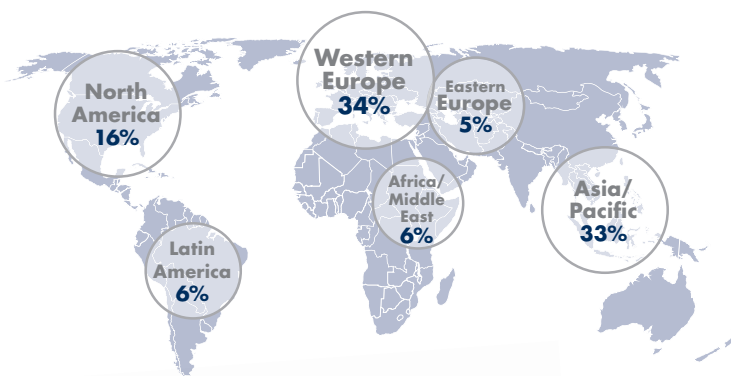 North
America
16%
Western
Europe
34%
Eastern
Europe
5%
Africa/
Middle
East
6%
Asia/
Pacific
33%
Latin
America
6%